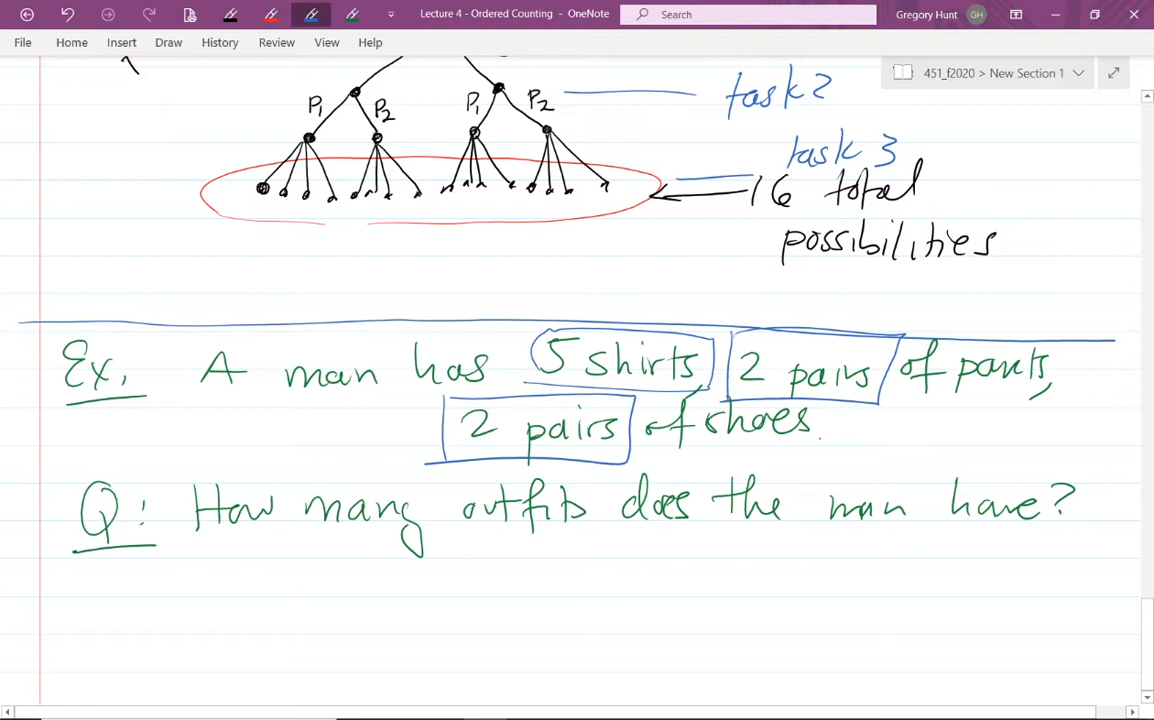 Lecture 4 - Ordered Counting - OneNote
Search
Gregory Hunt
GH
File Home Insert Draw History Review View Help
451_f2020 > New Section 1
P1 P2 P1 P2
task 2
task 3
16 total
possibilities
Ex. A man has 5 shirts 2 pairs of pants,
2 pairs of shoes.
Q: How many outfits does the man have?